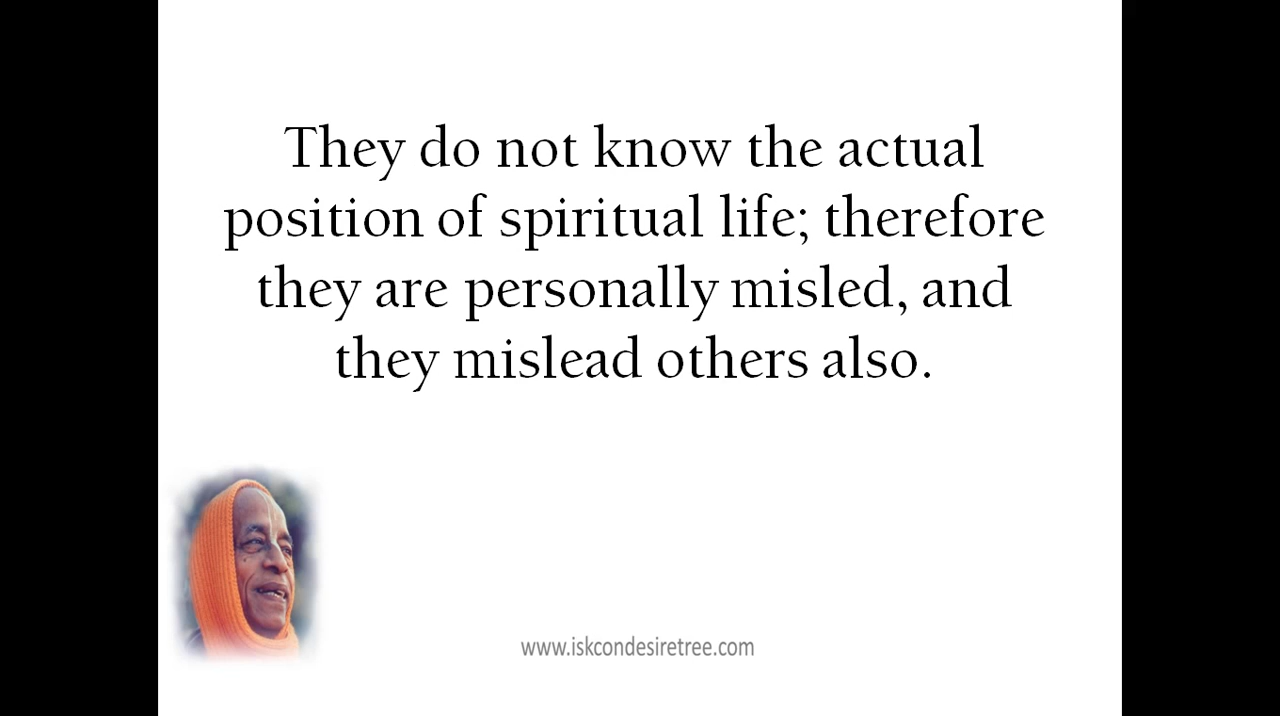 They do not know the actual
position of spiritual life; therefore
they are personally misled, and
they mislead others also.
www.iskcondesiretree.com